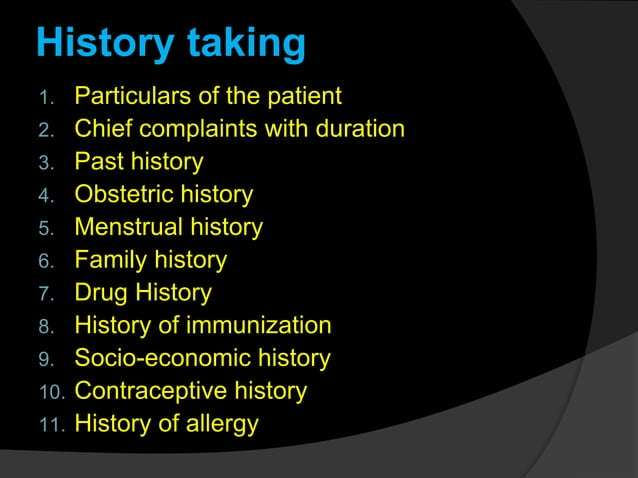 History taking
1. Particulars of the patient
2. Chief complaints with duration
3. Past history
4. Obstetric history
5. Menstrual history
6. Family history
7. Drug History
8. History of immunization
9. Socio-economic history
10. Contraceptive history
11. History of allergy